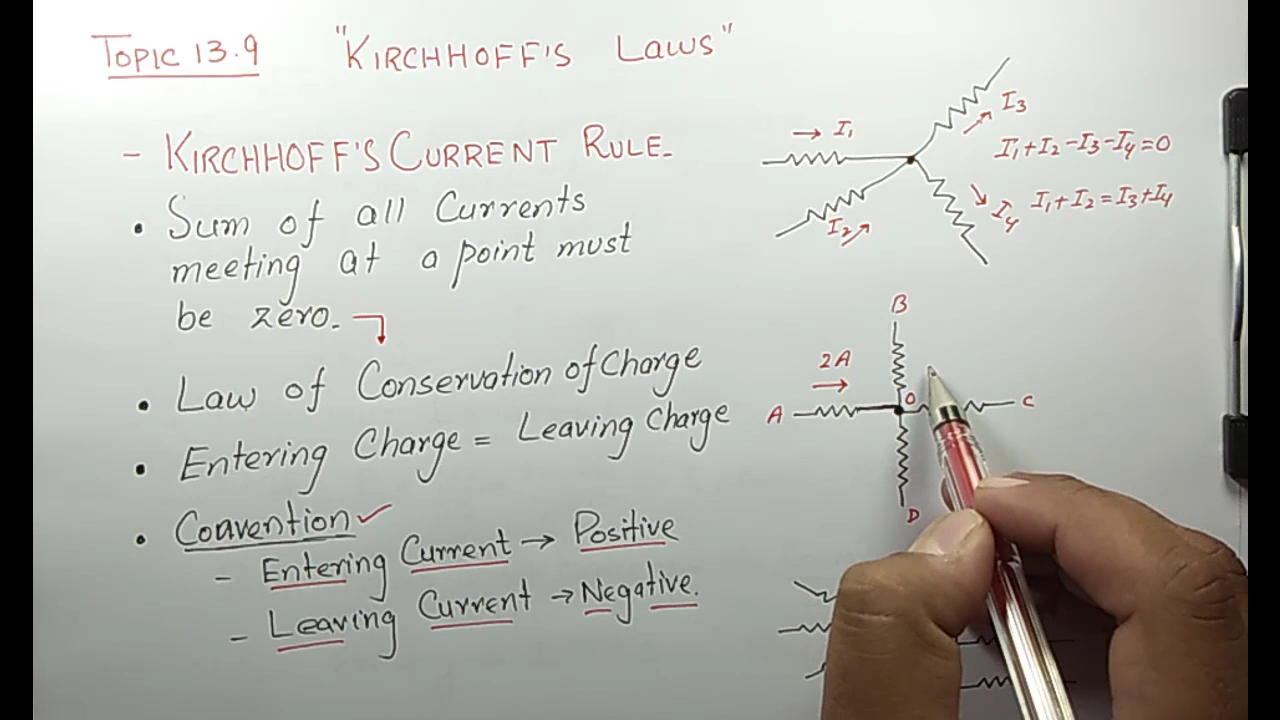 TOPIC 13.9 "KIRCHHOFF'S LAWS"
- KIRCHHOFF'S CURRENT RULE.
• Sum of all Currents
meeting at a point must
be zero.
• Law of Conservation of Charge
• Entering Charge = Leaving Charge
• Convention ✓
- Entering Current → Positive
- Leaving Current → Negative.
→ I₁
I₃
I₂
I₄
I₁+I₂-I₃-I₄=0
I₁+I₂=I₃+I₄
B
2A
→
A
O
C
D